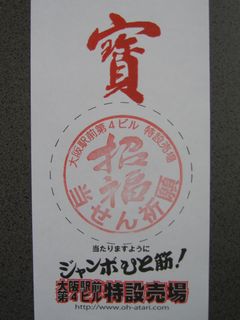 寳
大阪駅前第4ビル 特設売場
招福
当せん祈願
当たりますように
ジャンボひと筋!
大阪駅前
第4ビル 特設売場
http://www.oh-atari.com